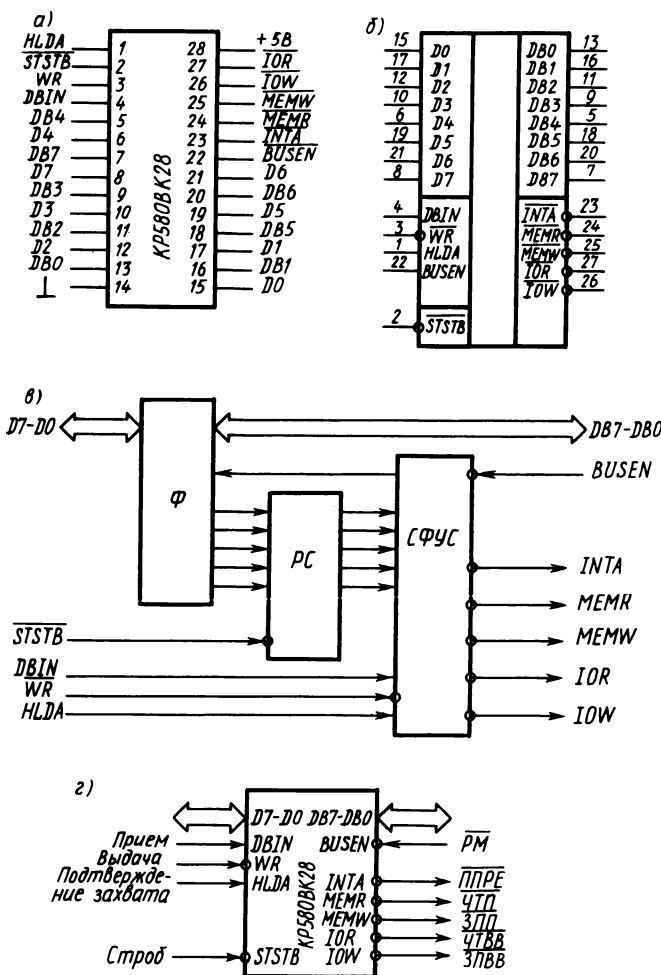 а)
HLDA 1 28 +5В
STSTB 2 27 IOR
WR 3 26 IOW
DBIN 4 25 MEMW
DB4 5 24 MEMR
D4 6 23 INTA
DB7 7 22 BUSEN
D7 8 21 D6
DB3 9 20 DB6
D3 10 19 D5
DB2 11 18 DB5
D2 12 17 D1
DB0 13 16 DB1
⊥ 14 15 D0
КР580ВК28
б)
15 D0 DB0 13
17 D1 DB1 16
12 D2 DB2 11
10 D3 DB3 9
6 D4 DB4 5
19 D5 DB5 18
21 D6 DB6 20
8 D7 DB7 7
4 DBIN INTA 23
3 WR MEMR 24
1 HLDA MEMW 25
22 BUSEN IOR 27
IOW 26
2 STSTB
в)
D7-D0 DB7-DB0
BUSEN
Ф
РС
СФУС
INTA
MEMR
STSTB MEMW
DBIN IOR
WR
HLDA IOW
г)
D7-D0 DB7-DB0
Прием DBIN BUSEN РМ
Выдача WR
Подтвержде-
ние захвата HLDA INTA ППРЕ
MEMR ЧТП
MEMW ЗПП
IOR ЧТВВ
Строб STSTB IOW ЗПВВ
КР580ВК28